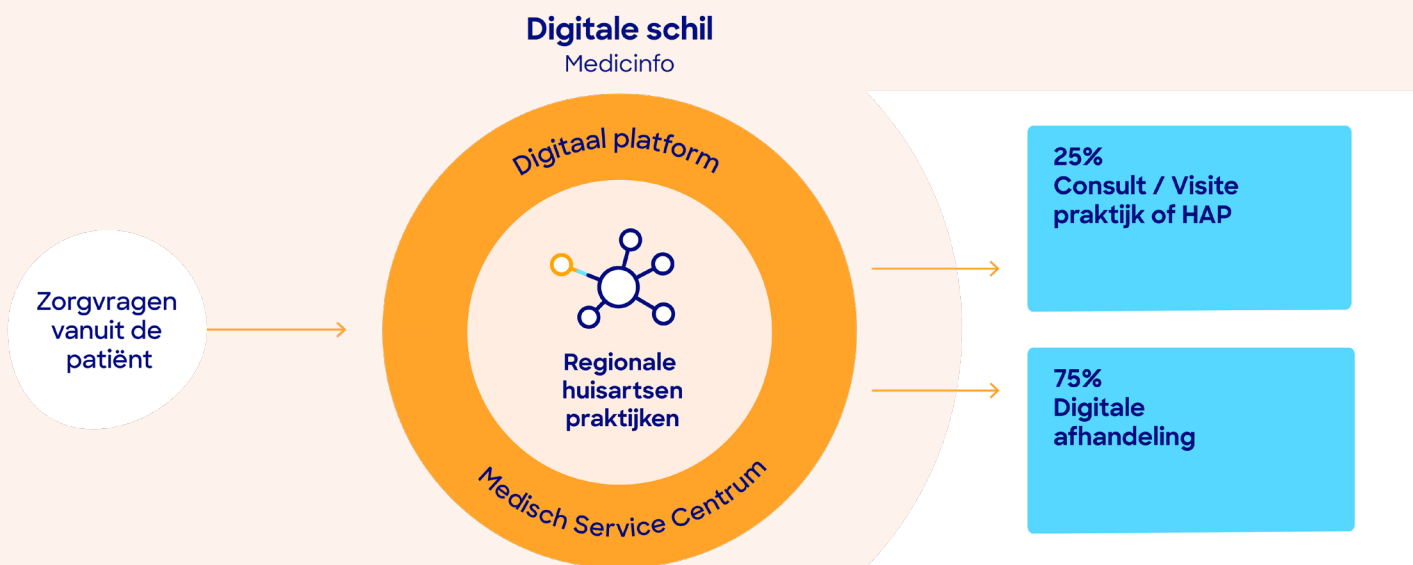 Digitale schil
Medicinfo
Digitaal platform
Zorgvragen
vanuit de
patiënt
Regionale
huisartsen
praktijken
Medisch Service Centrum
25%
Consult / Visite
praktijk of HAP
75%
Digitale
afhandeling